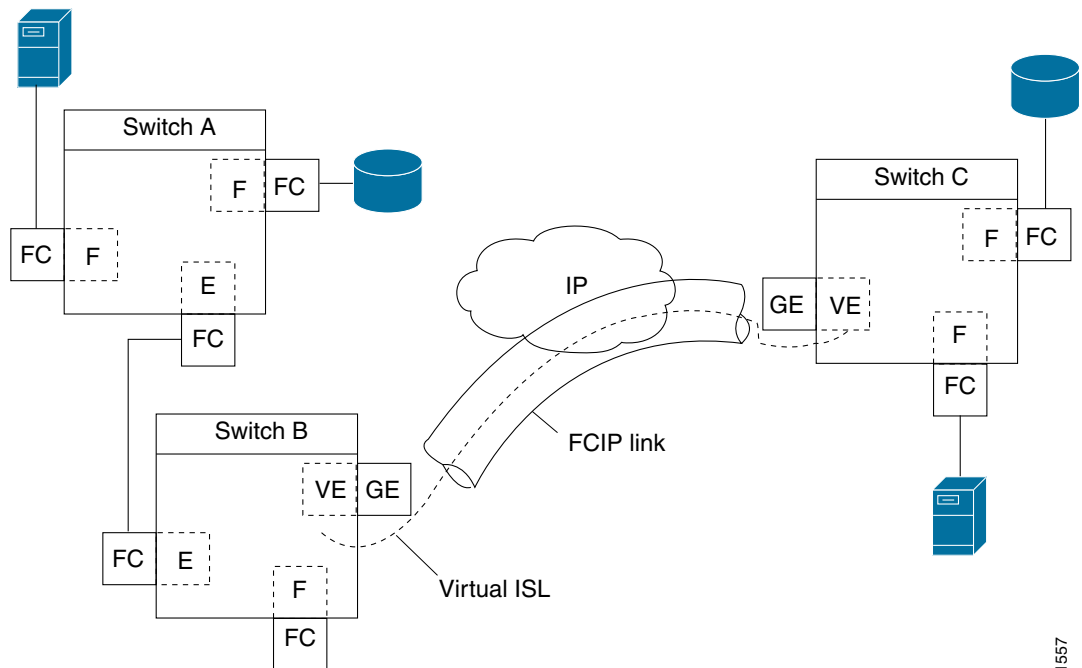 Switch A
F FC
FC F
E
FC
Switch B
VE GE
FC E
F
FC
IP
FCIP link
Virtual ISL
Switch C
F FC
GE VE
F
FC
1557